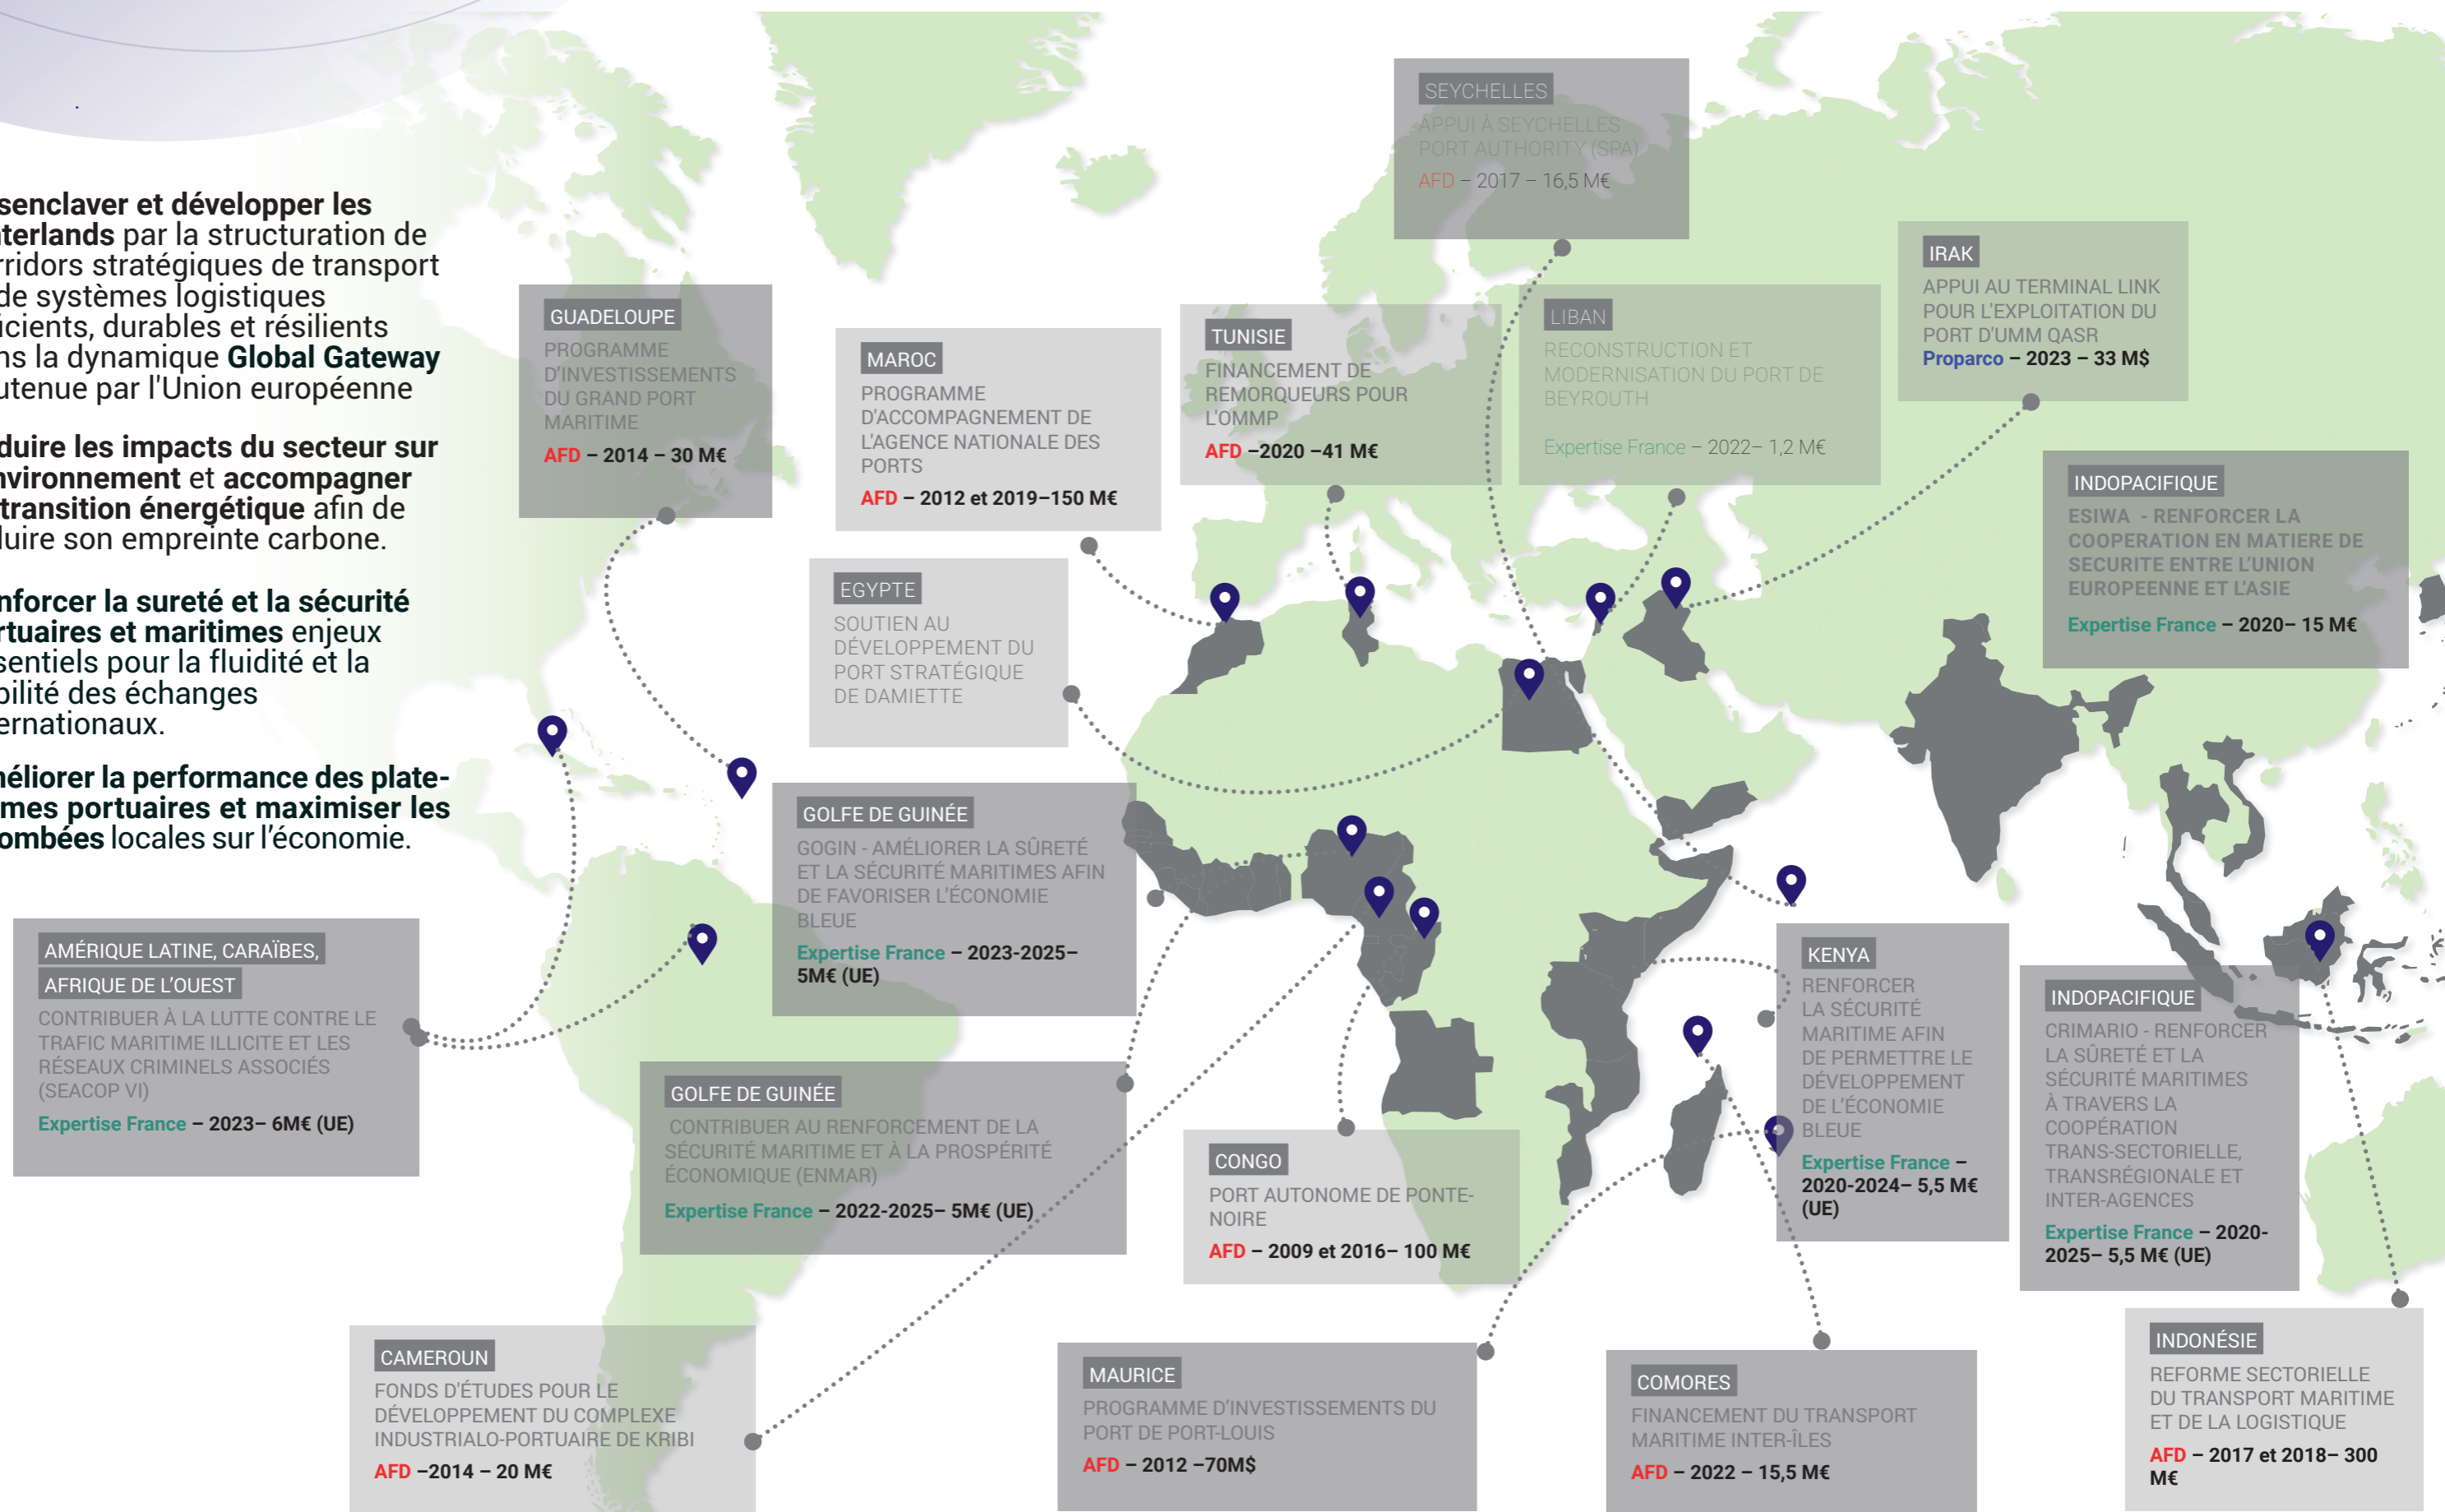 senclaver et développer les
nterlands par la structuration de
rridors stratégiques de transport
de systèmes logistiques
icients, durables et résilients
ns la dynamique Global Gateway
utenue par l'Union européenne
duire les impacts du secteur sur
nvironnement et accompagner
transition énergétique afin de
duire son empreinte carbone.
nforcer la sureté et la sécurité
rtuaires et maritimes enjeux
sentiels pour la fluidité et la
bilité des échanges
ernationaux.
méliorer la performance des plate-
mes portuaires et maximiser les
ombées locales sur l'économie.
SEYCHELLES
APPUI À SEYCHELLES
PORT AUTHORITY (SPA)
AFD – 2017 – 16,5 M€
GUADELOUPE
PROGRAMME
D'INVESTISSEMENTS
DU GRAND PORT
MARITIME
AFD – 2014 – 30 M€
MAROC
PROGRAMME
D'ACCOMPAGNEMENT DE
L'AGENCE NATIONALE DES
PORTS
AFD – 2012 et 2019–150 M€
TUNISIE
FINANCEMENT DE
REMORQUEURS POUR
L'OMMP
AFD –2020 –41 M€
LIBAN
RECONSTRUCTION ET
MODERNISATION DU PORT DE
BEYROUTH
Expertise France – 2022– 1,2 M€
IRAK
APPUI AU TERMINAL LINK
POUR L'EXPLOITATION DU
PORT D'UMM QASR
Proparco – 2023 – 33 M$
INDOPACIFIQUE
ESIWA - RENFORCER LA
COOPERATION EN MATIERE DE
SECURITE ENTRE L'UNION
EUROPEENNE ET L'ASIE
Expertise France – 2020– 15 M€
EGYPTE
SOUTIEN AU
DÉVELOPPEMENT DU
PORT STRATÉGIQUE
DE DAMIETTE
GOLFE DE GUINÉE
GOGIN - AMÉLIORER LA SÛRETÉ
ET LA SÉCURITÉ MARITIMES AFIN
DE FAVORISER L'ÉCONOMIE
BLEUE
Expertise France – 2023-2025–
5M€ (UE)
AMÉRIQUE LATINE, CARAÏBES,
AFRIQUE DE L'OUEST
CONTRIBUER À LA LUTTE CONTRE LE
TRAFIC MARITIME ILLICITE ET LES
RÉSEAUX CRIMINELS ASSOCIÉS
(SEACOP VI)
Expertise France – 2023– 6M€ (UE)
GOLFE DE GUINÉE
CONTRIBUER AU RENFORCEMENT DE LA
SÉCURITÉ MARITIME ET À LA PROSPÉRITÉ
ÉCONOMIQUE (ENMAR)
Expertise France – 2022-2025– 5M€ (UE)
CONGO
PORT AUTONOME DE PONTE-
NOIRE
AFD – 2009 et 2016– 100 M€
KENYA
RENFORCER
LA SÉCURITÉ
MARITIME AFIN
DE PERMETTRE LE
DÉVELOPPEMENT
DE L'ÉCONOMIE
BLEUE
Expertise France –
2020-2024– 5,5 M€
(UE)
INDOPACIFIQUE
CRIMARIO - RENFORCER
LA SÛRETÉ ET LA
SÉCURITÉ MARITIMES
À TRAVERS LA
COOPÉRATION
TRANS-SECTORIELLE,
TRANSRÉGIONALE ET
INTER-AGENCES
Expertise France – 2020-
2025– 5,5 M€ (UE)
CAMEROUN
FONDS D'ÉTUDES POUR LE
DÉVELOPPEMENT DU COMPLEXE
INDUSTRIALO-PORTUAIRE DE KRIBI
AFD –2014 – 20 M€
MAURICE
PROGRAMME D'INVESTISSEMENTS DU
PORT DE PORT-LOUIS
AFD – 2012 –70M$
COMORES
FINANCEMENT DU TRANSPORT
MARITIME INTER-ÎLES
AFD – 2022 – 15,5 M€
INDONÉSIE
REFORME SECTORIELLE
DU TRANSPORT MARITIME
ET DE LA LOGISTIQUE
AFD – 2017 et 2018– 300
M€